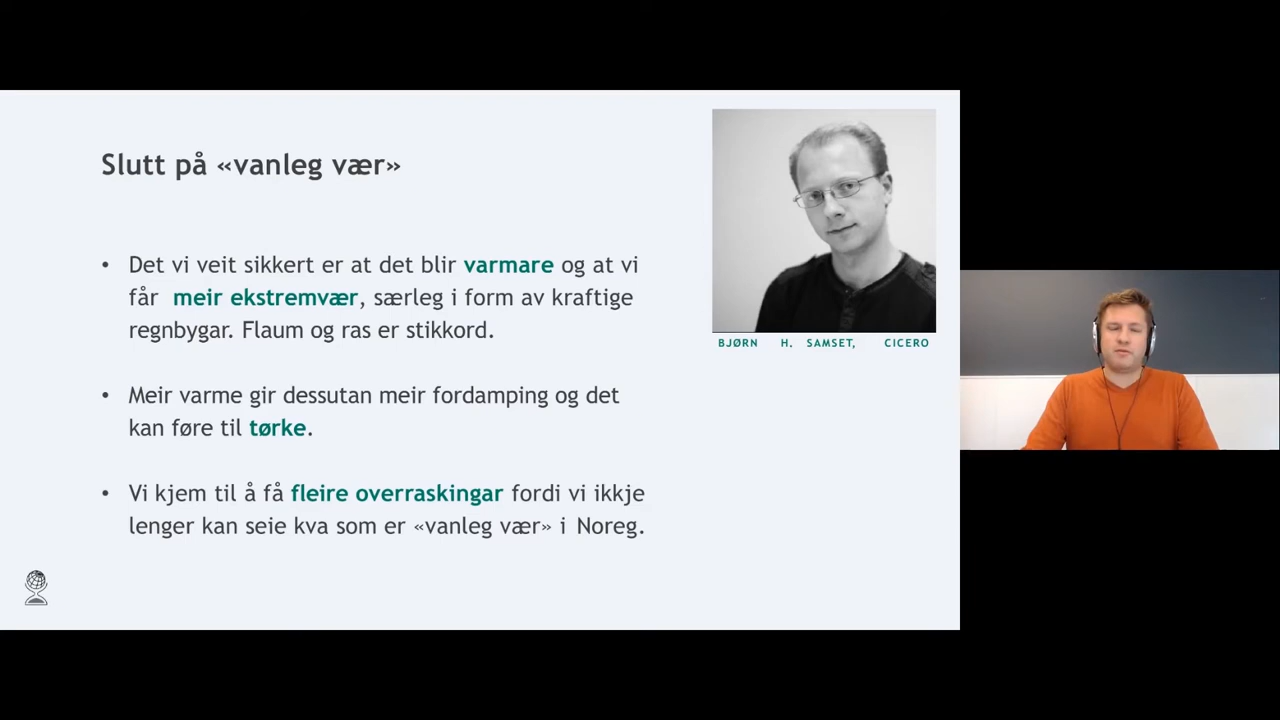 Slutt på «vanleg vær»
• Det vi veit sikkert er at det blir varmare og at vi
får meir ekstremvær, særleg i form av kraftige
regnbygar. Flaum og ras er stikkord.
• Meir varme gir dessutan meir fordamping og det
kan føre til tørke.
• Vi kjem til å få fleire overraskingar fordi vi ikkje
lenger kan seie kva som er «vanleg vær» i Noreg.
BJØRN H. SAMSET, CICERO